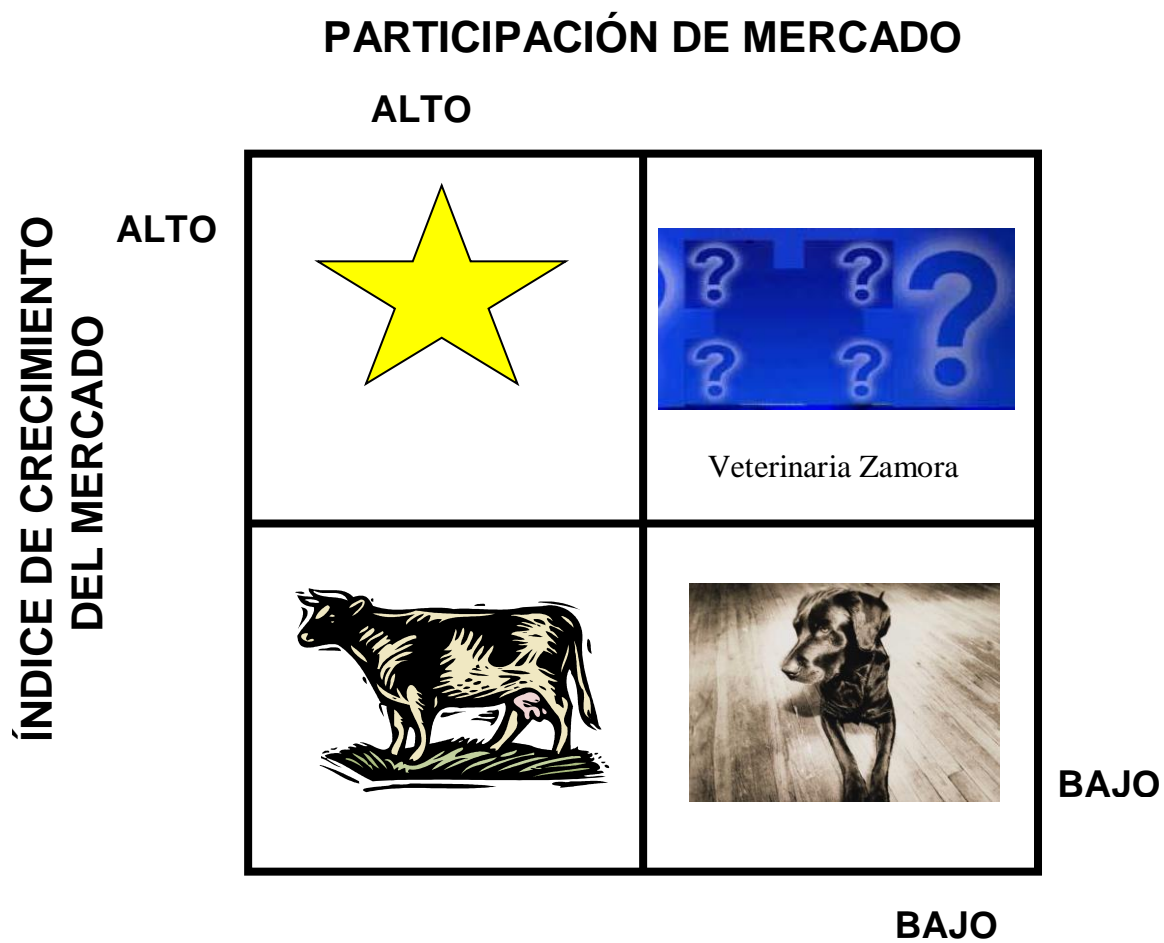 PARTICIPACIÓN DE MERCADO
ALTO
ALTO
ÍNDICE DE CRECIMIENTO
DEL MERCADO
? ? ?
? ?
Veterinaria Zamora
BAJO
BAJO